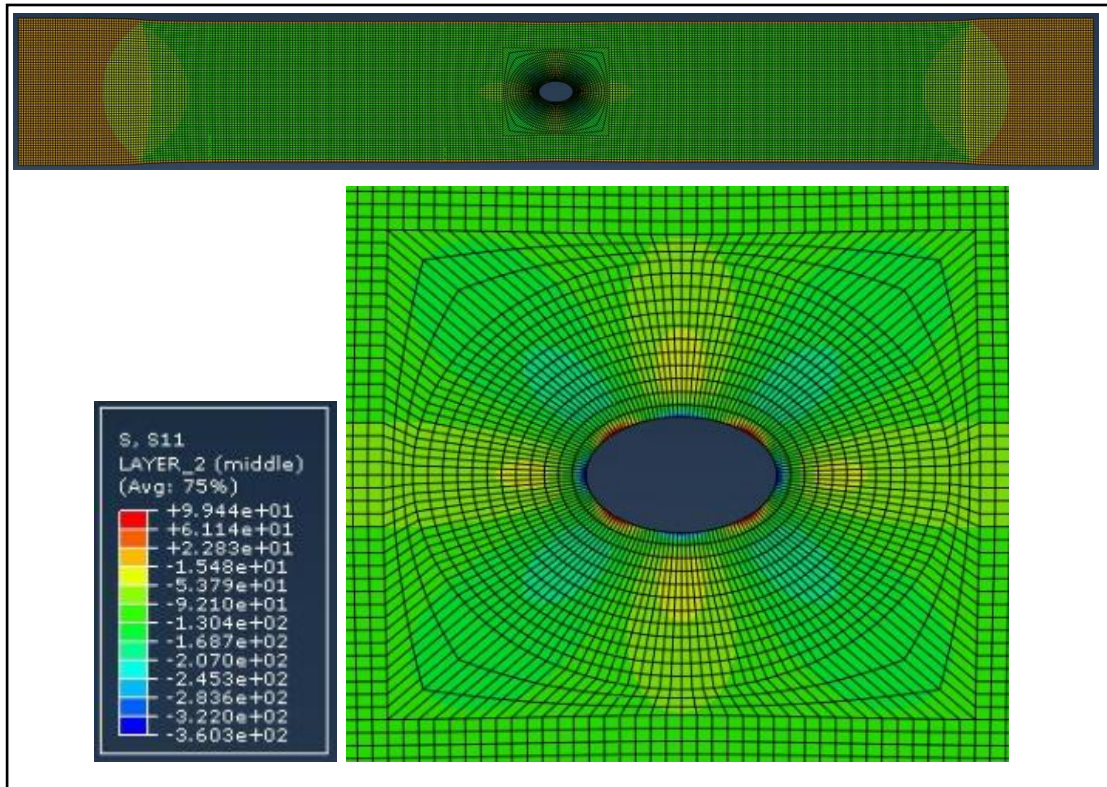 S, S11
LAYER_2 (middle)
(Avg: 75%)
+9.944e+01
+6.114e+01
+2.283e+01
-1.548e+01
-5.379e+01
-9.210e+01
-1.304e+02
-1.687e+02
-2.070e+02
-2.453e+02
-2.836e+02
-3.220e+02
-3.603e+02